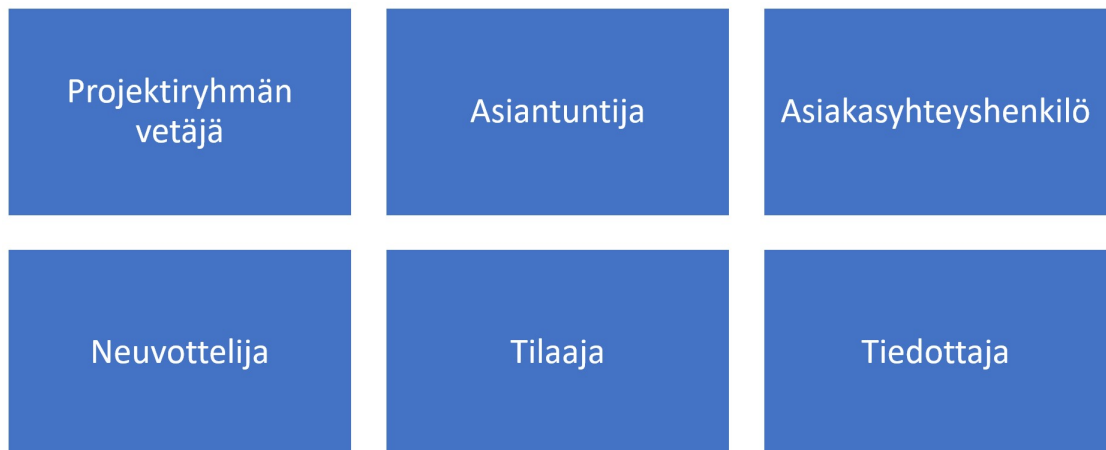 Projektiryhmän
vetäjä
Asiantuntija
Asiakasyhteyshenkilö
Neuvottelija
Tilaaja
Tiedottaja